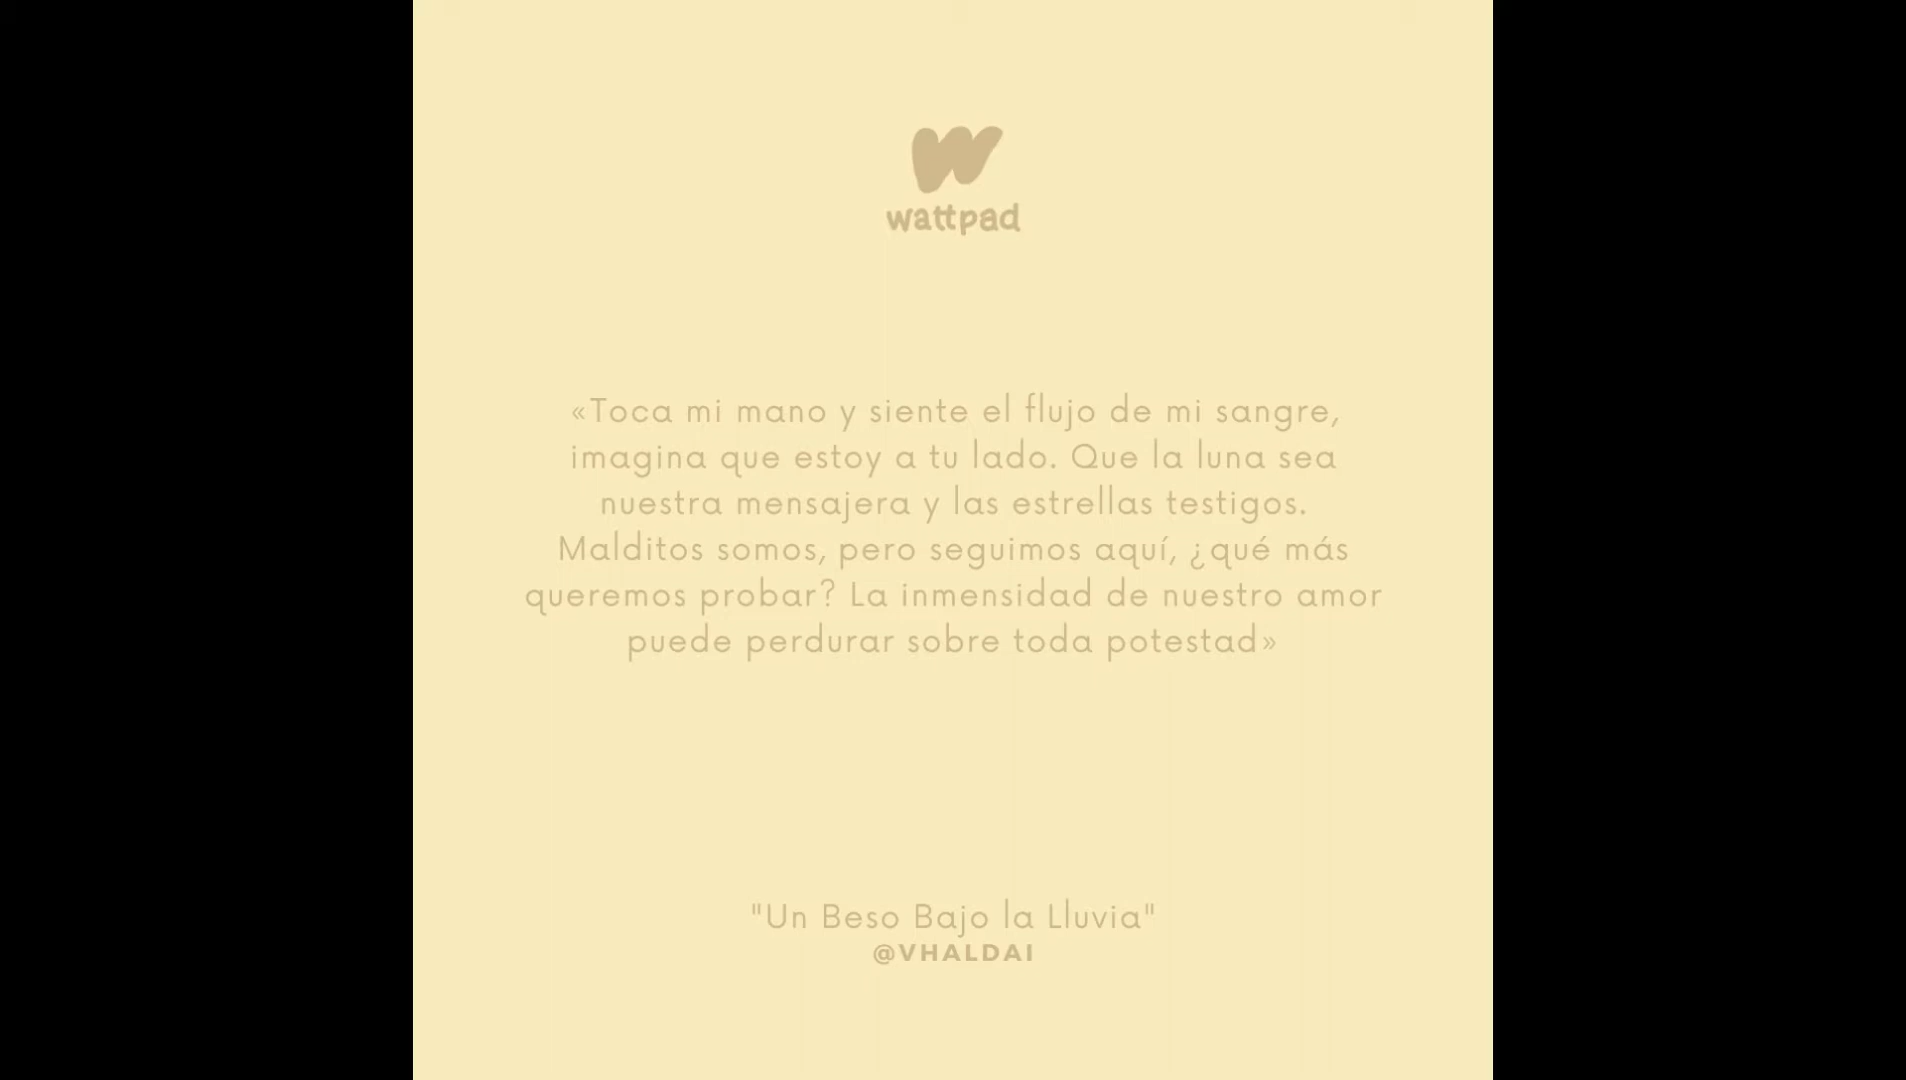 wattpad
«Toca mi mano y siente el flujo de mi sangre,
imagina que estoy a tu lado. Que la luna sea
nuestra mensajera y las estrellas testigos.
Malditos somos, pero seguimos aquí, ¿qué más
queremos probar? La inmensidad de nuestro amor
puede perdurar sobre toda potestad»
"Un Beso Bajo la Lluvia"
@VHALDAI